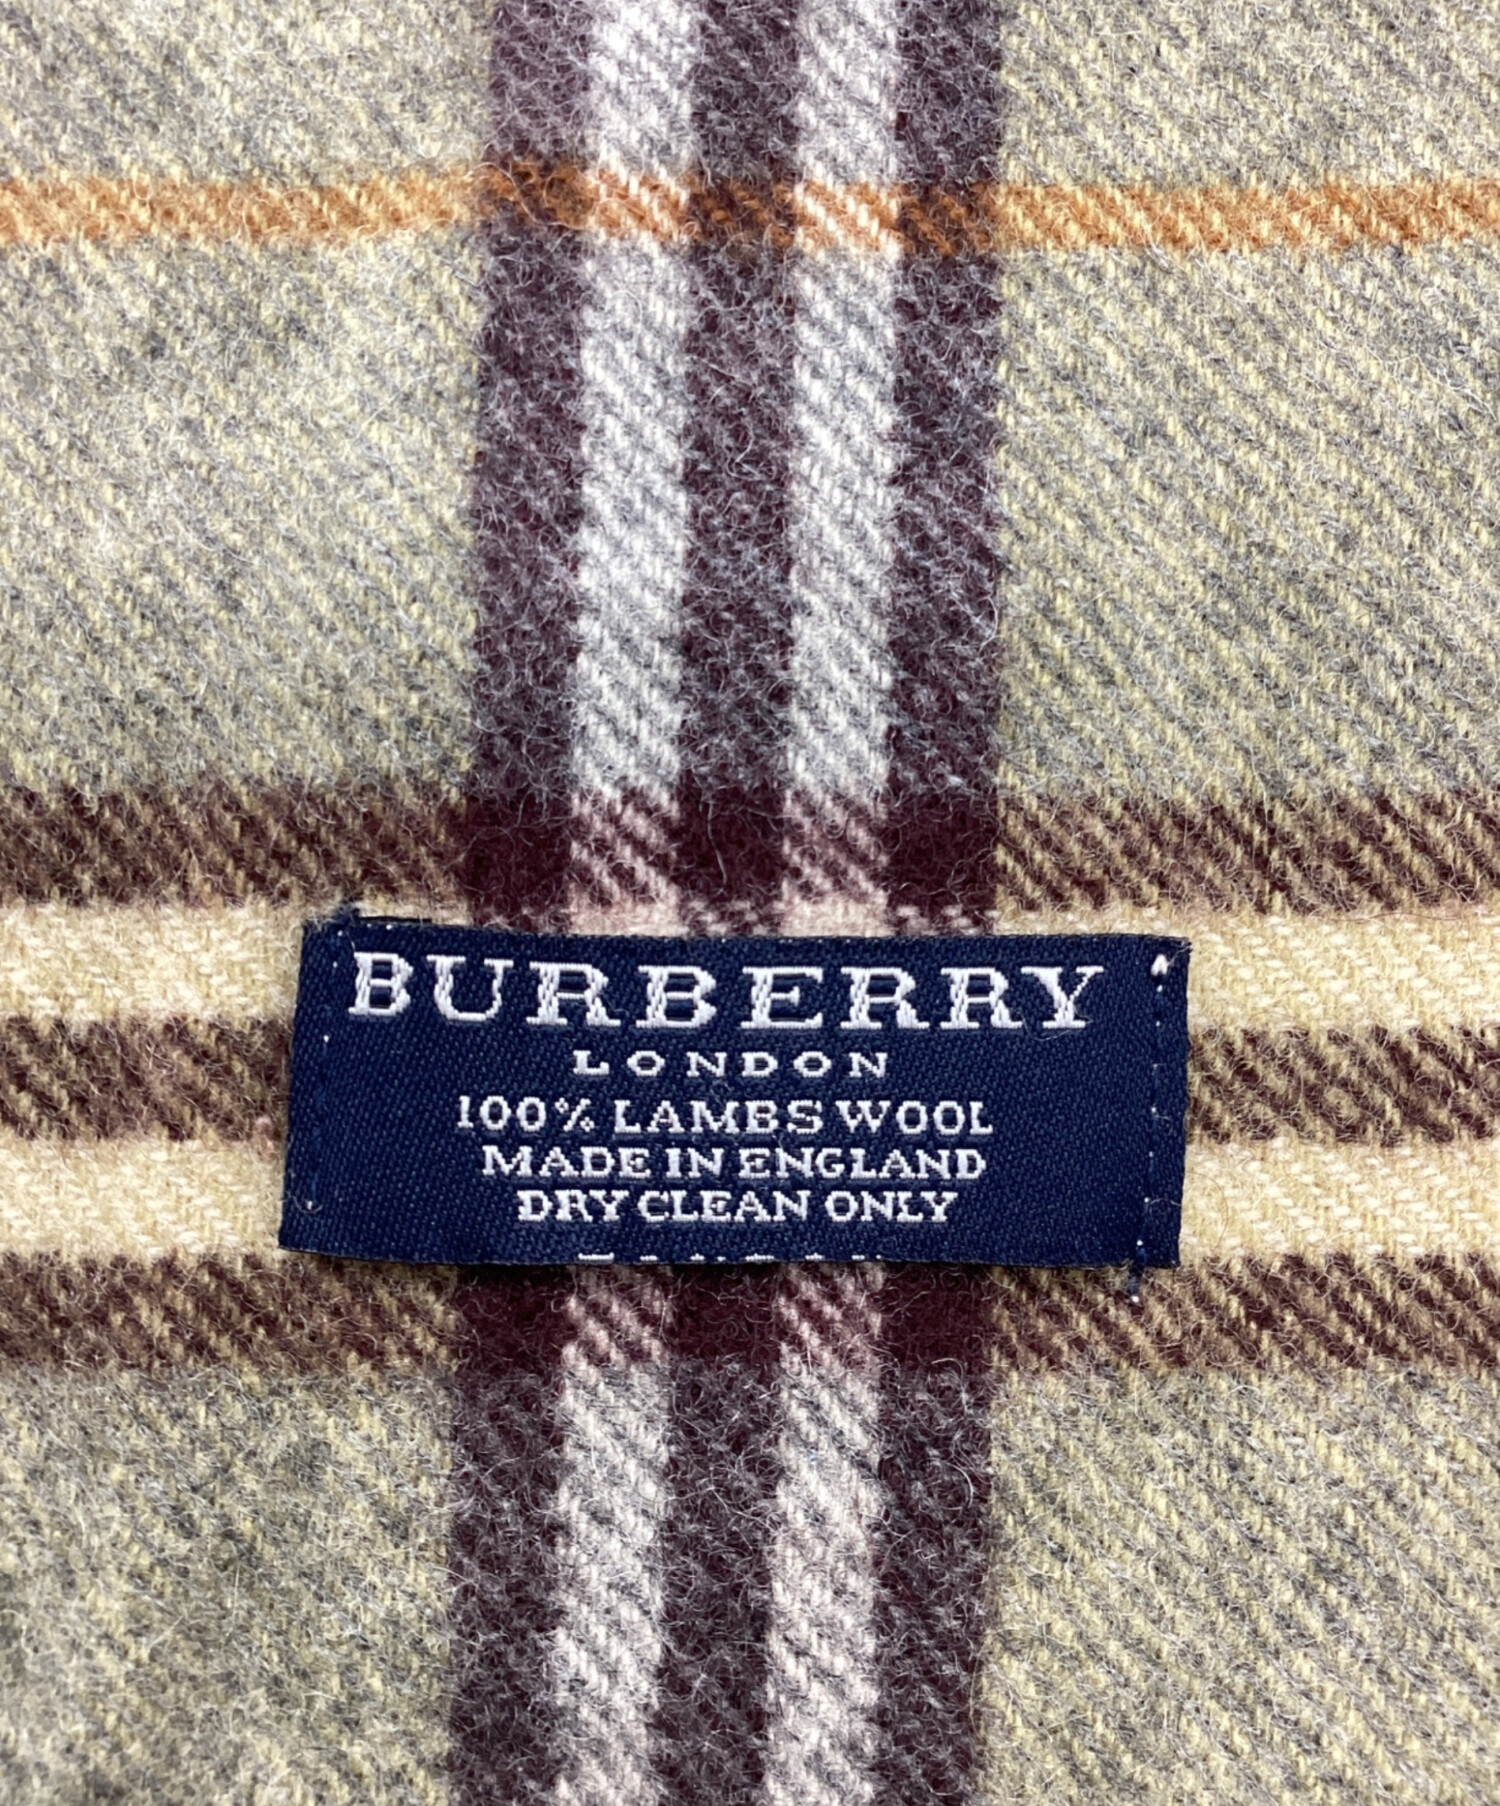 BURBERRY
LONDON
100% LAMBS WOOL
MADE IN ENGLAND
DRY CLEAN ONLY